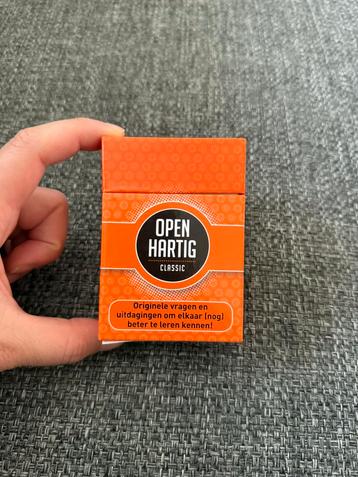 OPEN
HARTIG
CLASSIC
Originele vragen en
uitdagingen om elkaar (nog)
beter te leren kennen!